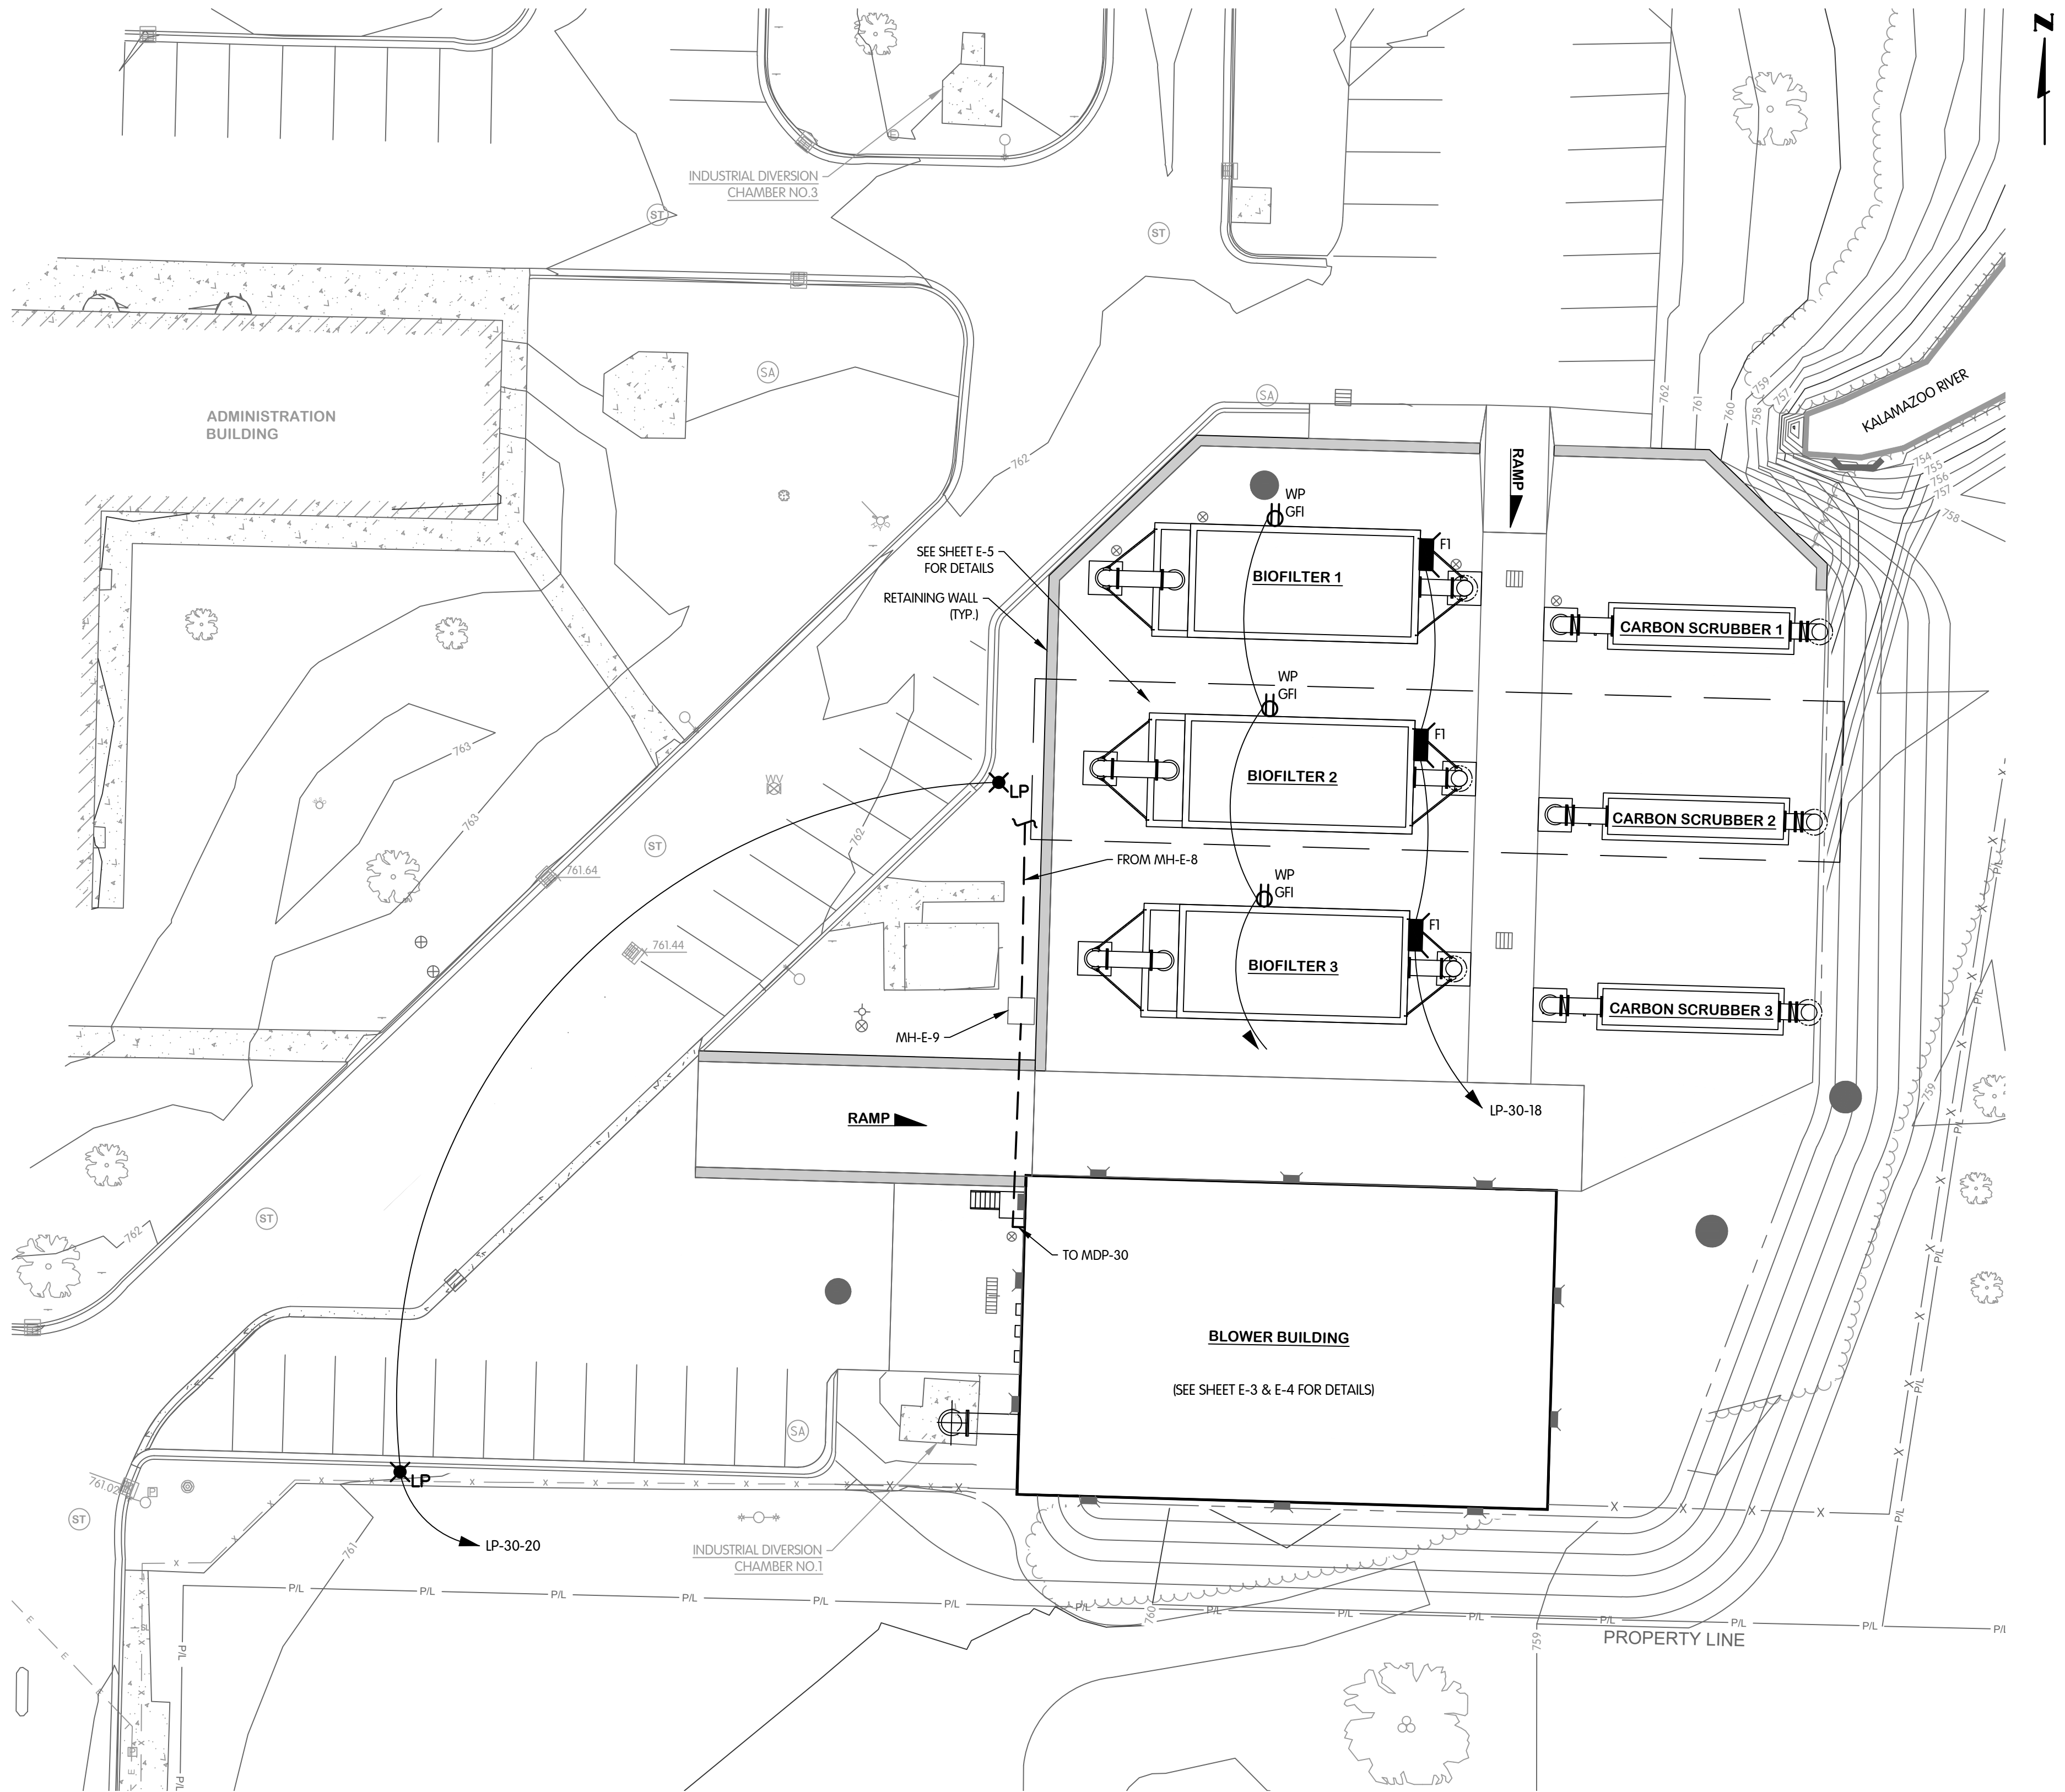 N
INDUSTRIAL DIVERSION
CHAMBER NO.3
ST
ST
SA
SA
ADMINISTRATION
BUILDING
762
761
760
759
758
757
KALAMAZOO RIVER
754
755
756
757
758
762
RAMP
WP
GFI
F1
SEE SHEET E-5
FOR DETAILS
BIOFILTER 1
RETAINING WALL
(TYP.)
CARBON SCRUBBER 1
WP
GFI
F1
763
BIOFILTER 2
WV
LP
CARBON SCRUBBER 2
763
762
ST
FROM MH-E-8
761.64
WP
GFI
F1
761.44
BIOFILTER 3
CARBON SCRUBBER 3
MH-E-9
759
RAMP
LP-30-18
ST
762
TO MDP-30
BLOWER BUILDING
(SEE SHEET E-3 & E-4 FOR DETAILS)
SA
761.02
P
LP
ST
LP-30-20
761
INDUSTRIAL DIVERSION
CHAMBER NO.1
X X X X X X X X
X X X X
P/L P/L P/L P/L P/L P/L P/L P/L P/L P/L P/L P/L P/L P/L
760
759
PROPERTY LINE
E
E
P/L
P/L